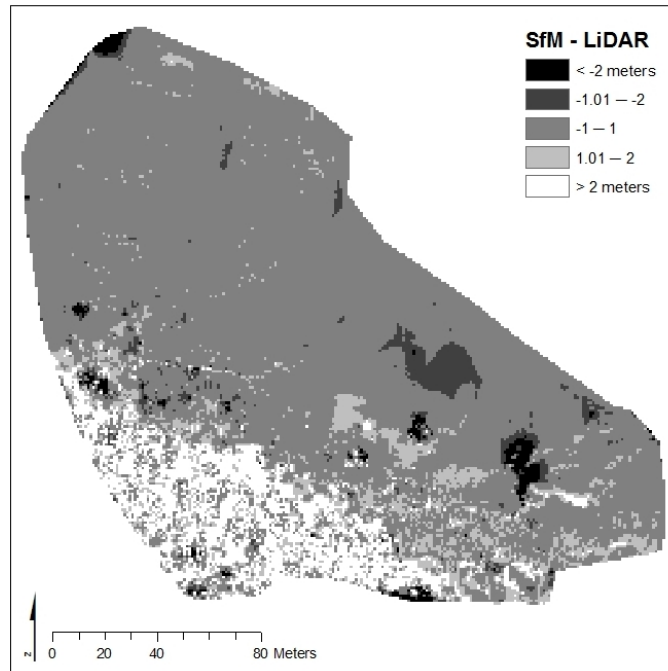 SfM - LiDAR
< -2 meters
-1.01 — -2
-1 — 1
1.01 — 2
> 2 meters
z
0 20 40 80 Meters